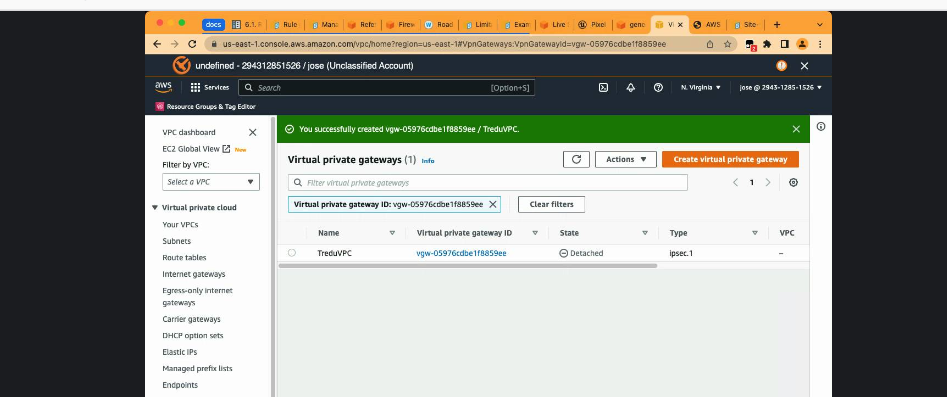 docs 6.1. F Rule Mana Refe: Firew Road Limit Exam Live Pixel gene Vi AWS Site-
us-east-1.console.aws.amazon.com/vpc/home?region=us-east-1#VpnGateways:VpnGatewayId=vgw-05976cdbe1f8859ee
undefined - 294312851526 / jose (Unclassified Account)
aws Services Search [Option+S] N. Virginia jose @ 2943-1285-1526
Resource Groups & Tag Editor
VPC dashboard
EC2 Global View New
Filter by VPC:
Select a VPC
Virtual private cloud
Your VPCs
Subnets
Route tables
Internet gateways
Egress-only internet
gateways
Carrier gateways
DHCP option sets
Elastic IPs
Managed prefix lists
Endpoints
You successfully created vgw-05976cdbe1f8859ee / TreduVPC.
Virtual private gateways (1) Info
Actions
Create virtual private gateway
Filter virtual private gateways
1
Virtual private gateway ID: vgw-05976cdbe1f8859ee
Clear filters
Name Virtual private gateway ID State Type VPC
TreduVPC vgw-05976cdbe1f8859ee Detached ipsec.1 –